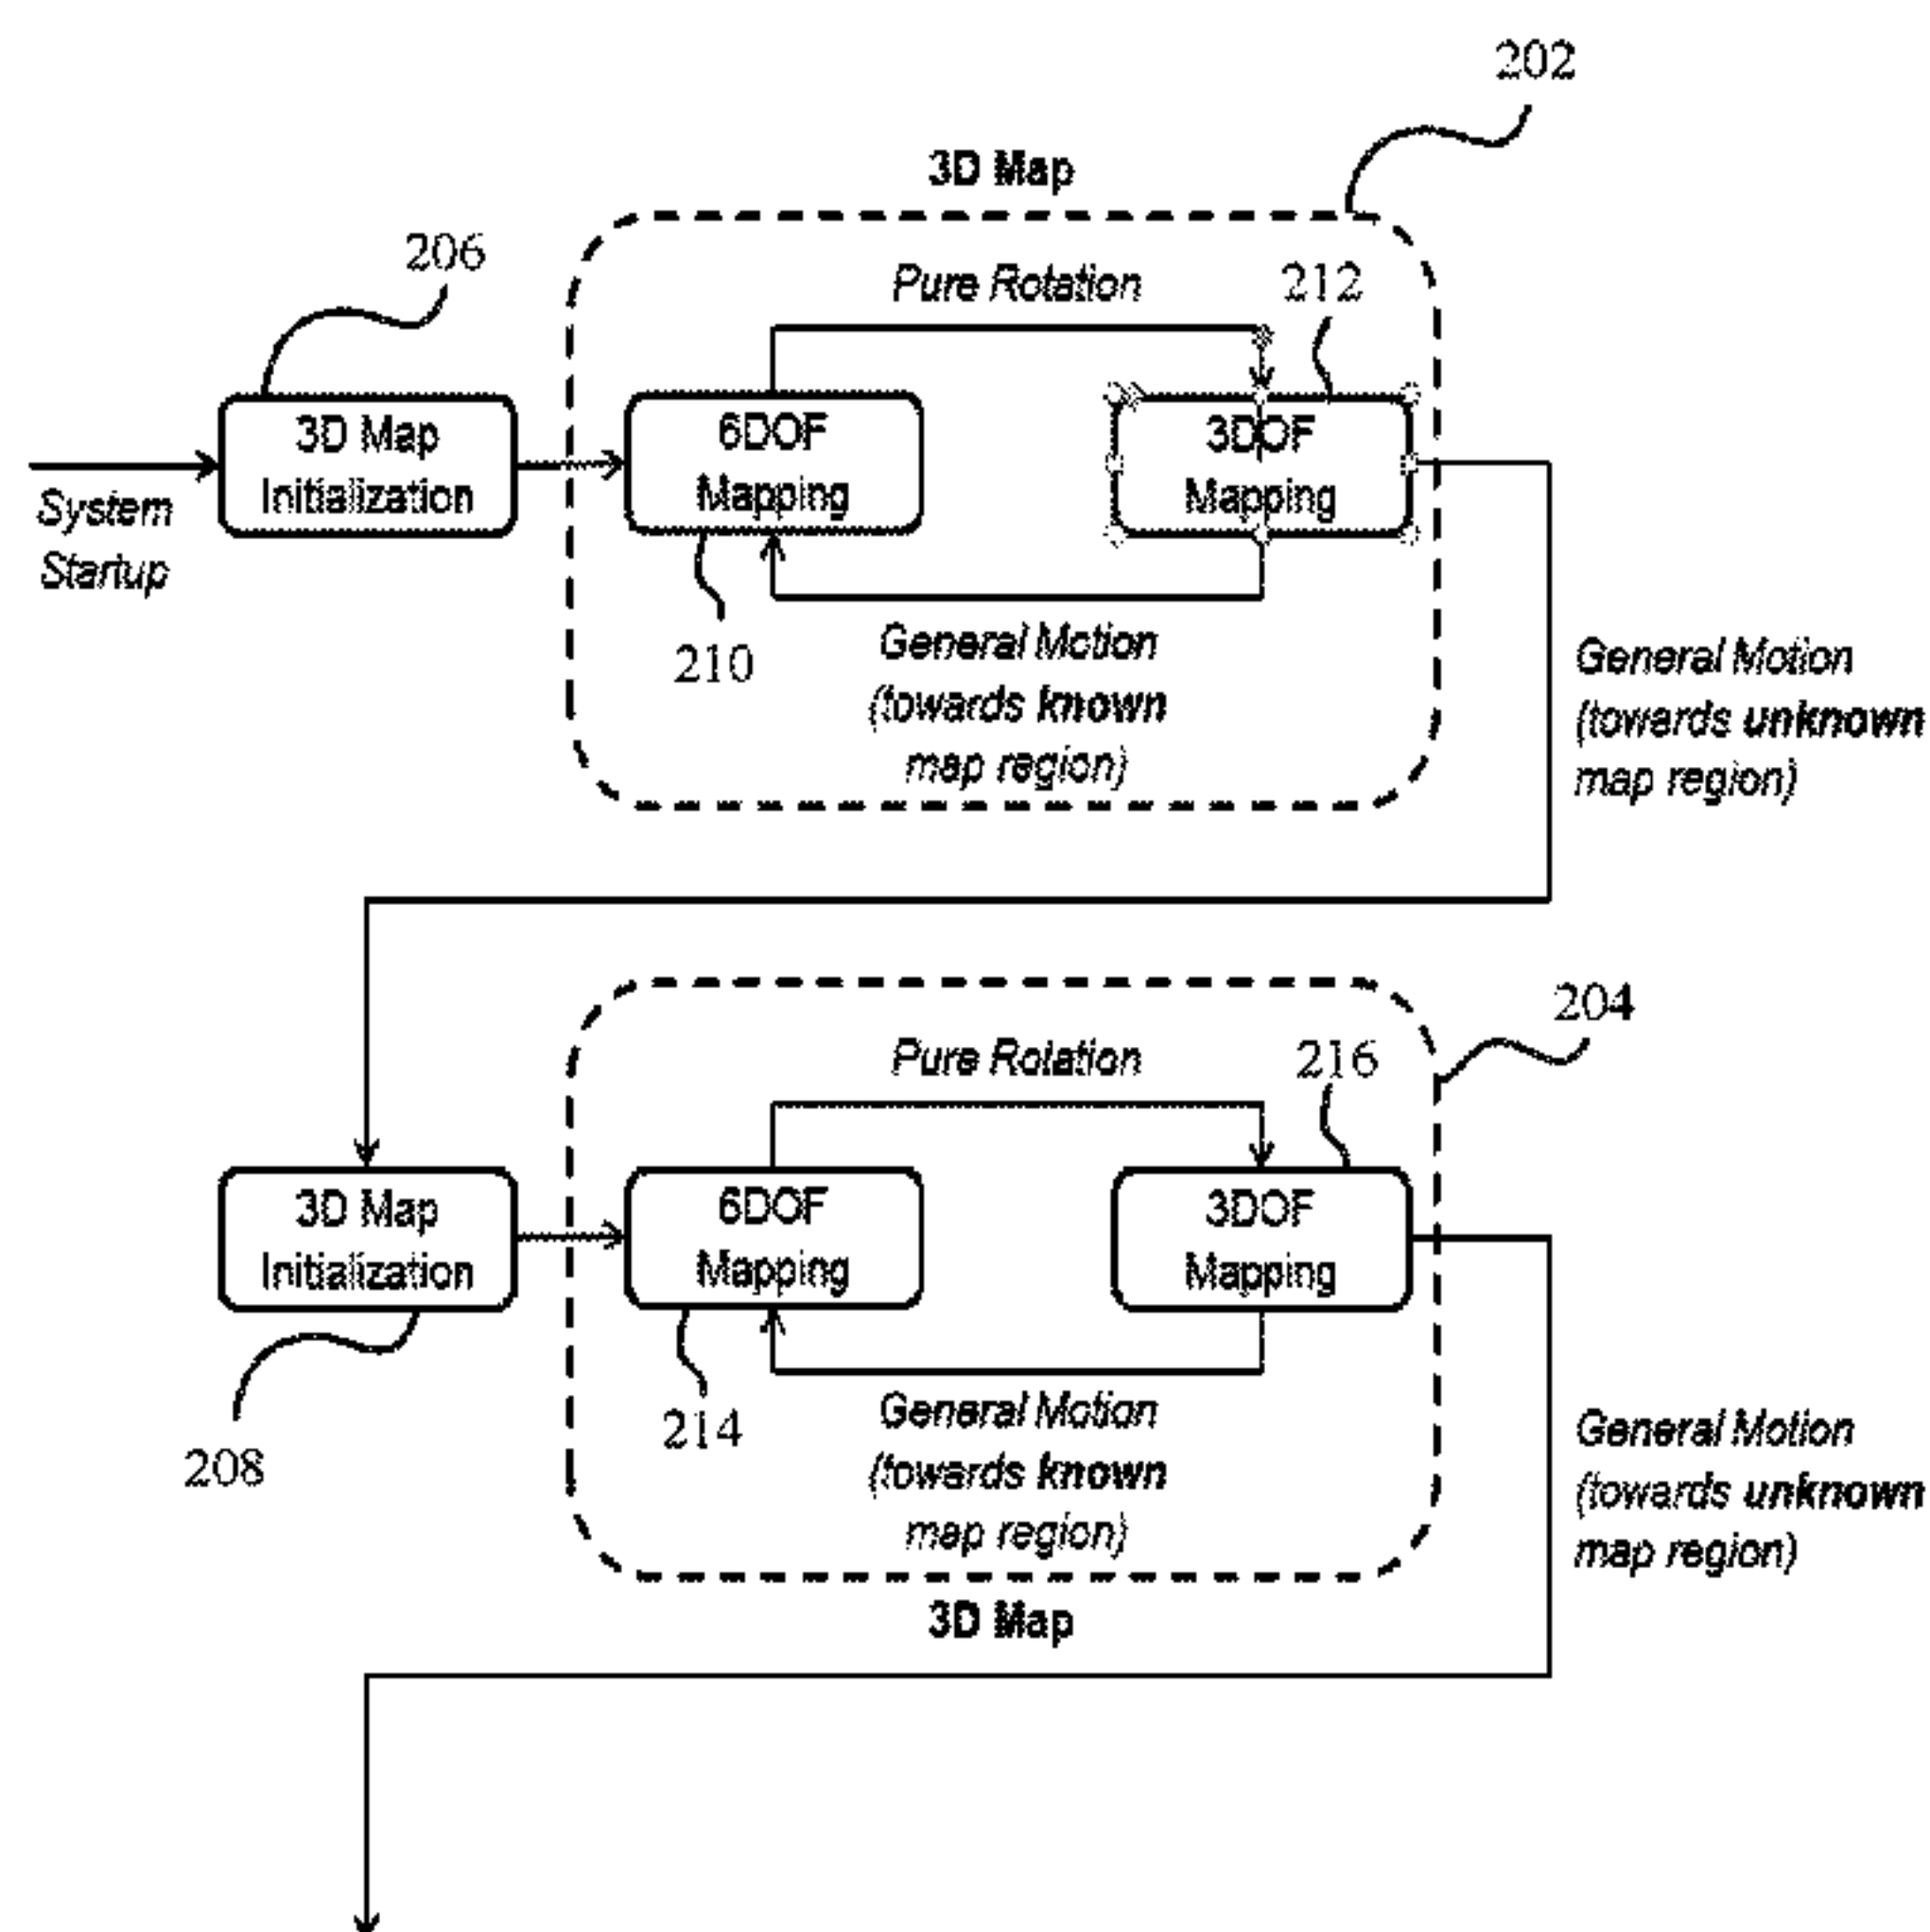 202
3D Map
206
Pure Rotation
212
3D Map
Initialization
6DOF
Mapping
3DOF
Mapping
System
Startup
210
General Motion
(towards known
map region)
General Motion
(towards unknown
map region)
204
Pure Rotation
216
3D Map
Initialization
6DOF
Mapping
3DOF
Mapping
208
214
General Motion
(towards known
map region)
General Motion
(towards unknown
map region)
3D Map